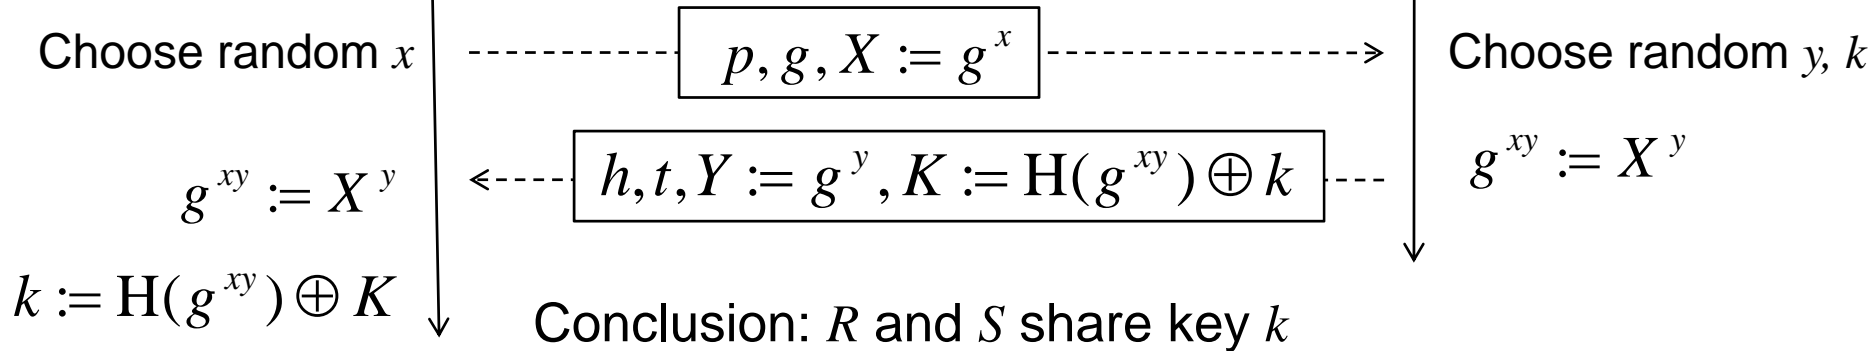 Choose random x
p, g, X := g^x
Choose random y, k
g^{xy} := X^y
h, t, Y := g^y, K := H(g^{xy}) ⊕ k
g^{xy} := X^y
k := H(g^{xy}) ⊕ K
Conclusion: R and S share key k